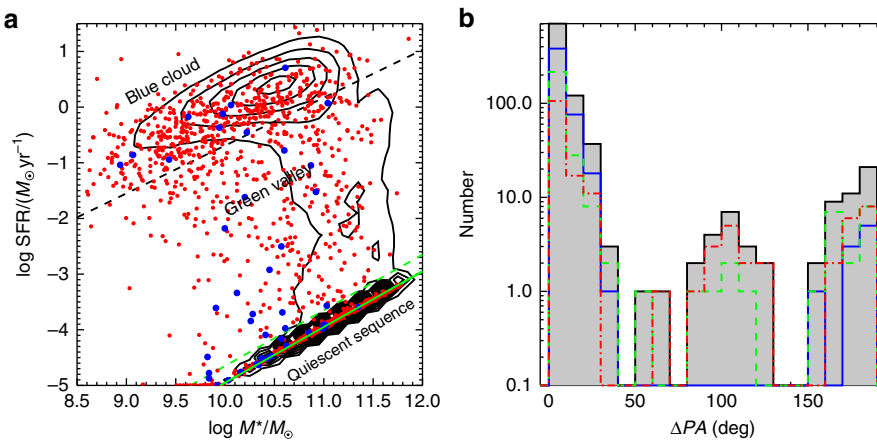 a
b
1
0
−1
−2
−3
−4
−5
log SFR/(M⊙yr⁻¹)
Blue cloud
Green valley
Quiescent sequence
8.5 9.0 9.5 10.0 10.5 11.0 11.5 12.0
log M*/M⊙
100.0
10.0
1.0
0.1
Number
0 50 100 150
ΔPA (deg)